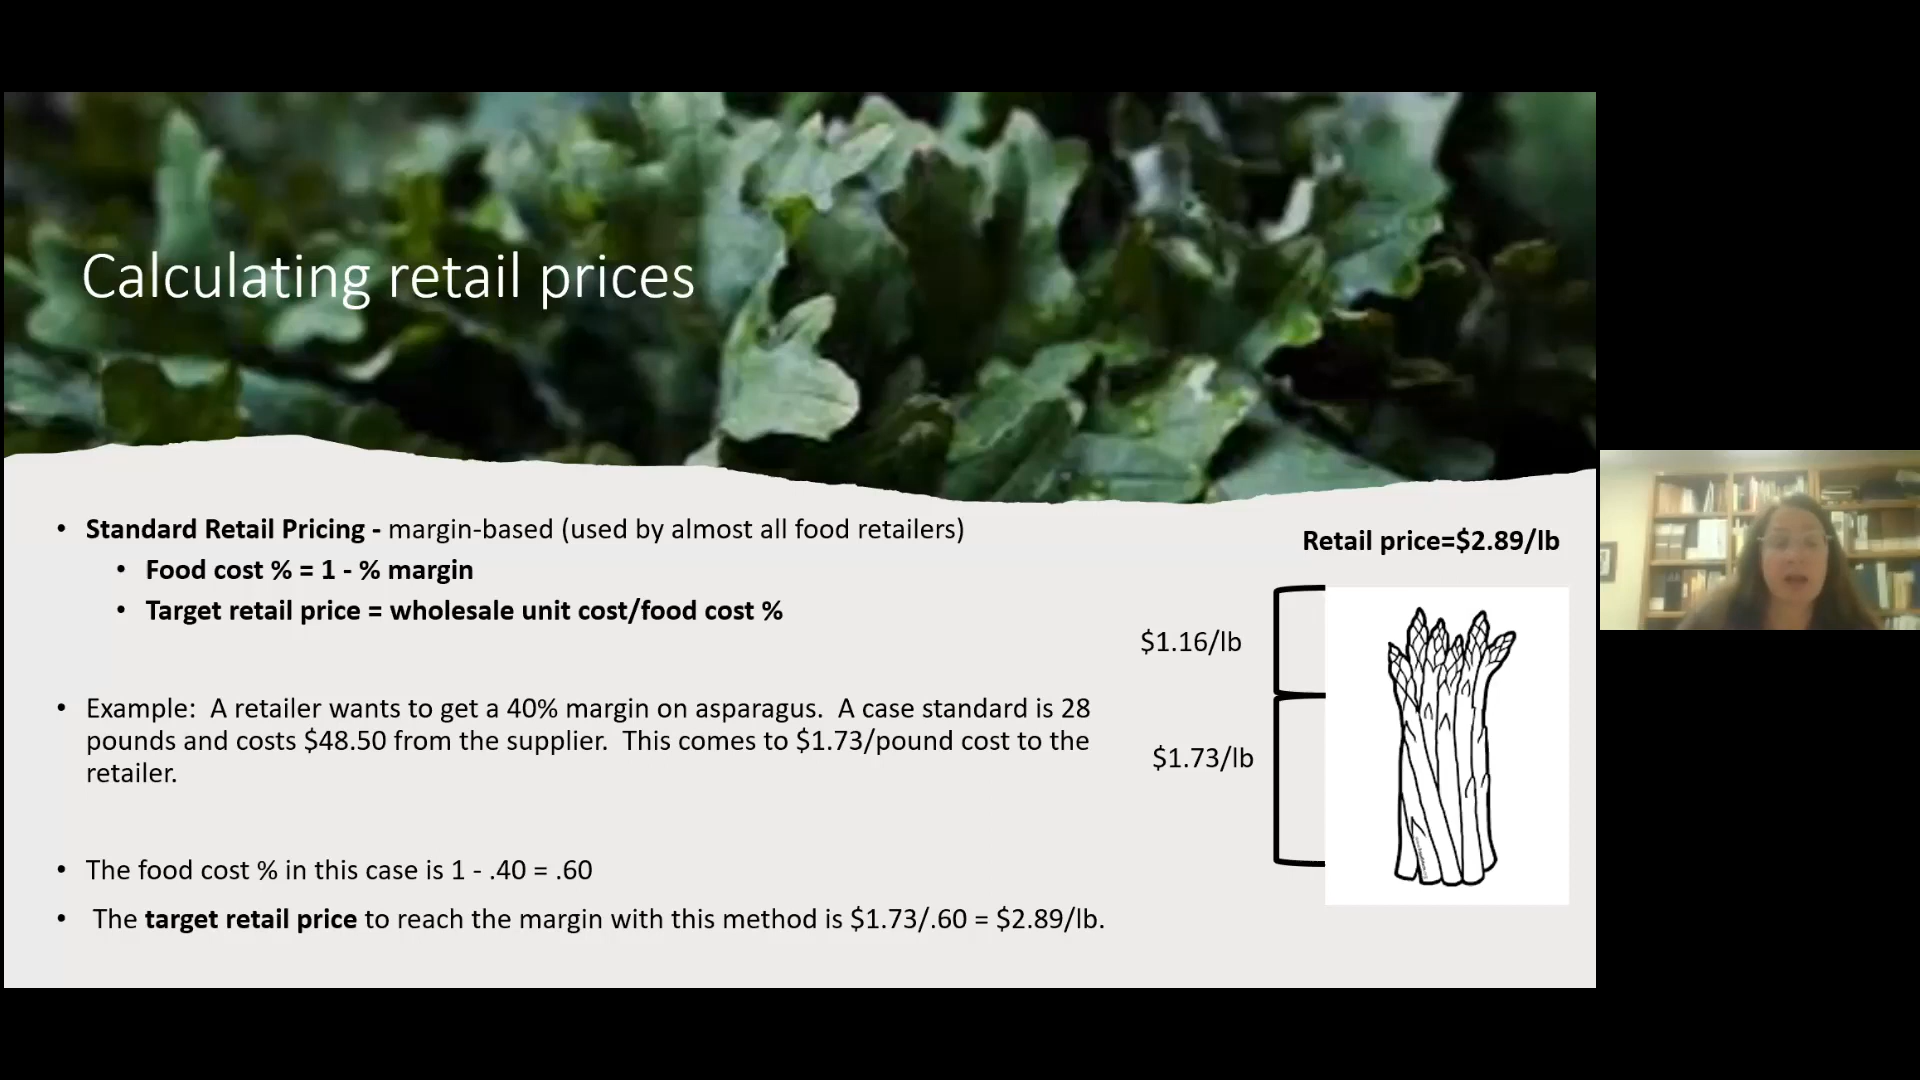 Calculating retail prices
• Standard Retail Pricing - margin-based (used by almost all food retailers)
• Food cost % = 1 - % margin
• Target retail price = wholesale unit cost/food cost %
• Example:  A retailer wants to get a 40% margin on asparagus.  A case standard is 28
pounds and costs $48.50 from the supplier.  This comes to $1.73/pound cost to the
retailer.
• The food cost % in this case is 1 - .40 = .60
• The target retail price to reach the margin with this method is $1.73/.60 = $2.89/lb.
Retail price=$2.89/lb
$1.16/lb
$1.73/lb